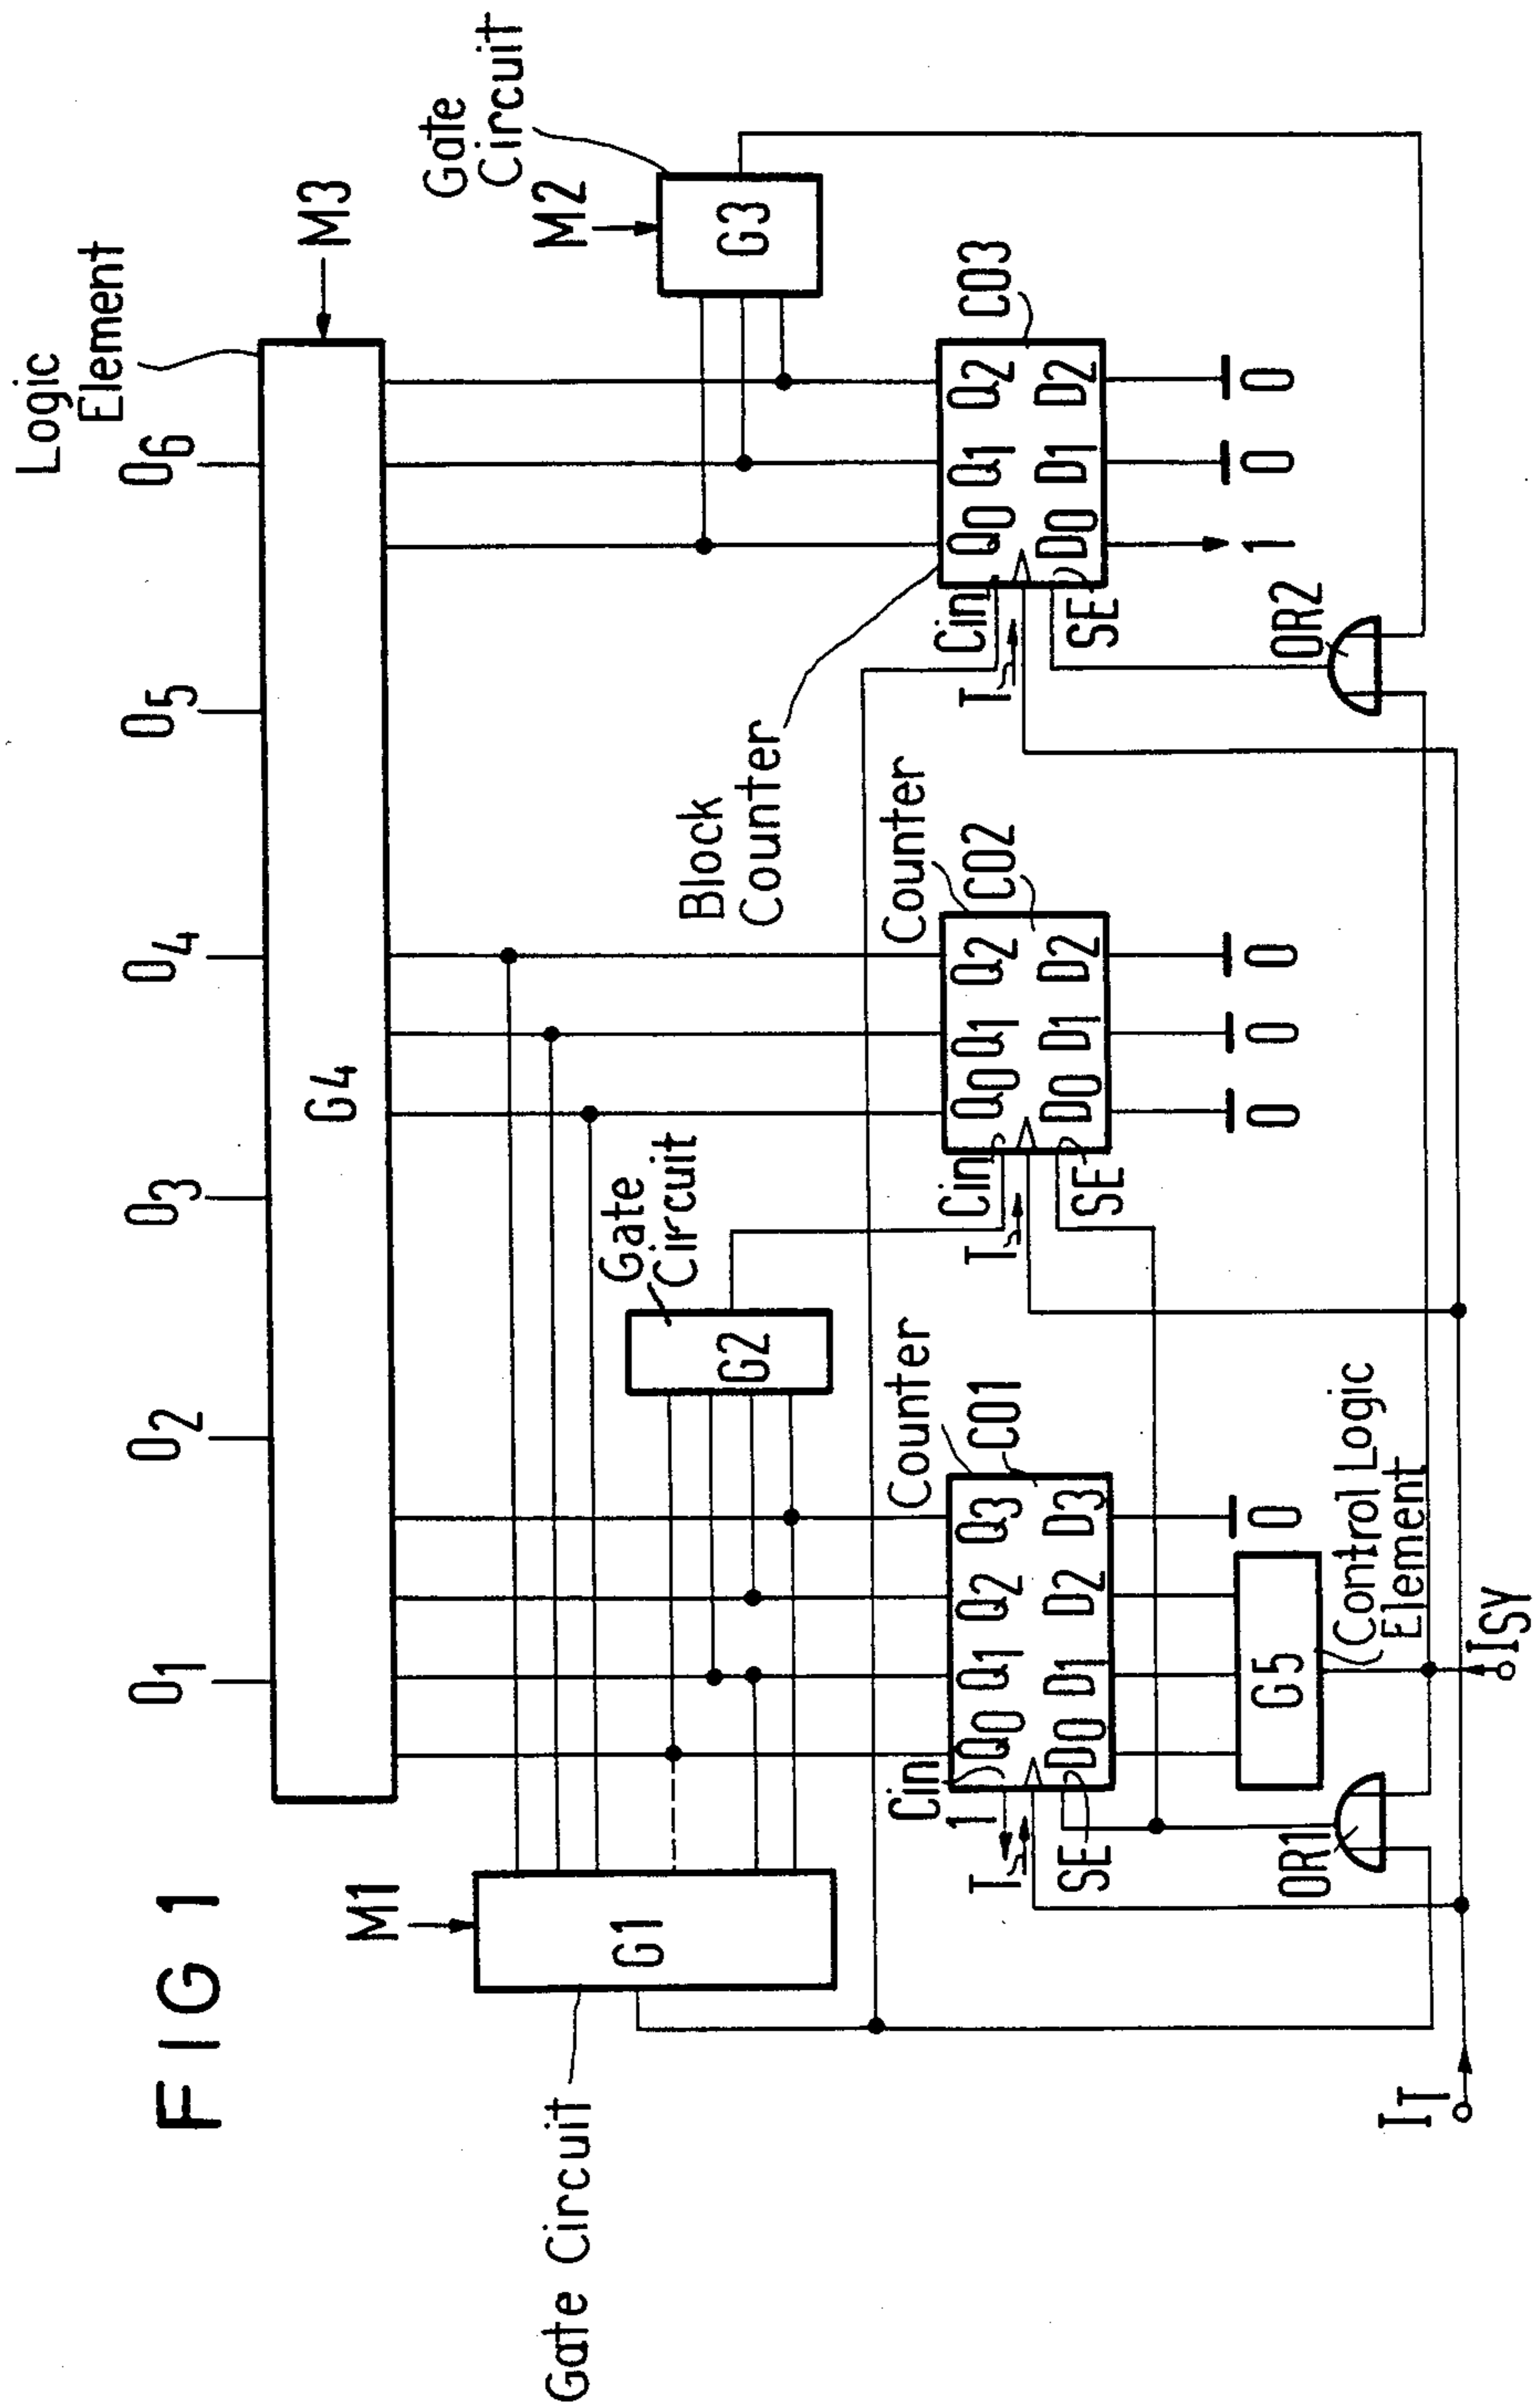 FIG 1
O1 O2 O3 O4 O5 O6
Logic
Element
G4
M3
M1
G1
Gate Circuit
G2
Gate
Circuit
M2
G3
Gate
Circuit
Counter
CO1
Cin
1
T
SE
Q0 Q1 Q2 Q3
D0 D1 D2 D3
0
G5
Control Logic
Element
OR1
Counter
CO2
Cin
T
SE
Q0 Q1 Q2
D0 D1 D2
0 0 0
Block
Counter
CO3
Cin
T
SE
Q0 Q1 Q2
D0 D1 D2
1 0 0
OR2
IT
ISY